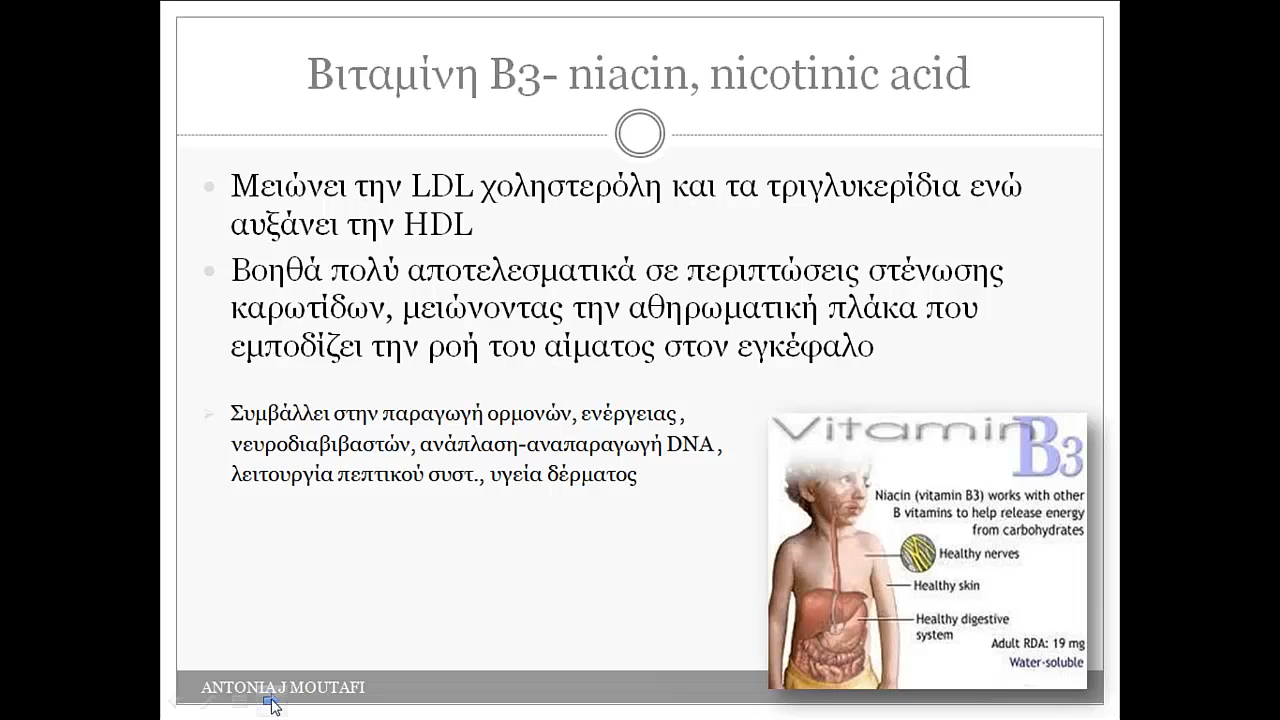 Βιταμίνη Β3- niacin, nicotinic acid
Μειώνει την LDL χοληστερόλη και τα τριγλυκερίδια ενώ
αυξάνει την HDL
Βοηθά πολύ αποτελεσματικά σε περιπτώσεις στένωσης
καρωτίδων, μειώνοντας την αθηρωματική πλάκα που
εμποδίζει την ροή του αίματος στον εγκέφαλο
Συμβάλλει στην παραγωγή ορμονών, ενέργειας ,
νευροδιαβιβαστών, ανάπλαση-αναπαραγωγή DNA ,
λειτουργία πεπτικού συστ., υγεία δέρματος
Vitamin B3
Niacin (vitamin B3) works with other
B vitamins to help release energy
from carbohydrates
Healthy nerves
Healthy skin
Healthy digestive
system
Adult RDA: 19 mg
Water-soluble
ANTONIA J MOUTAFI